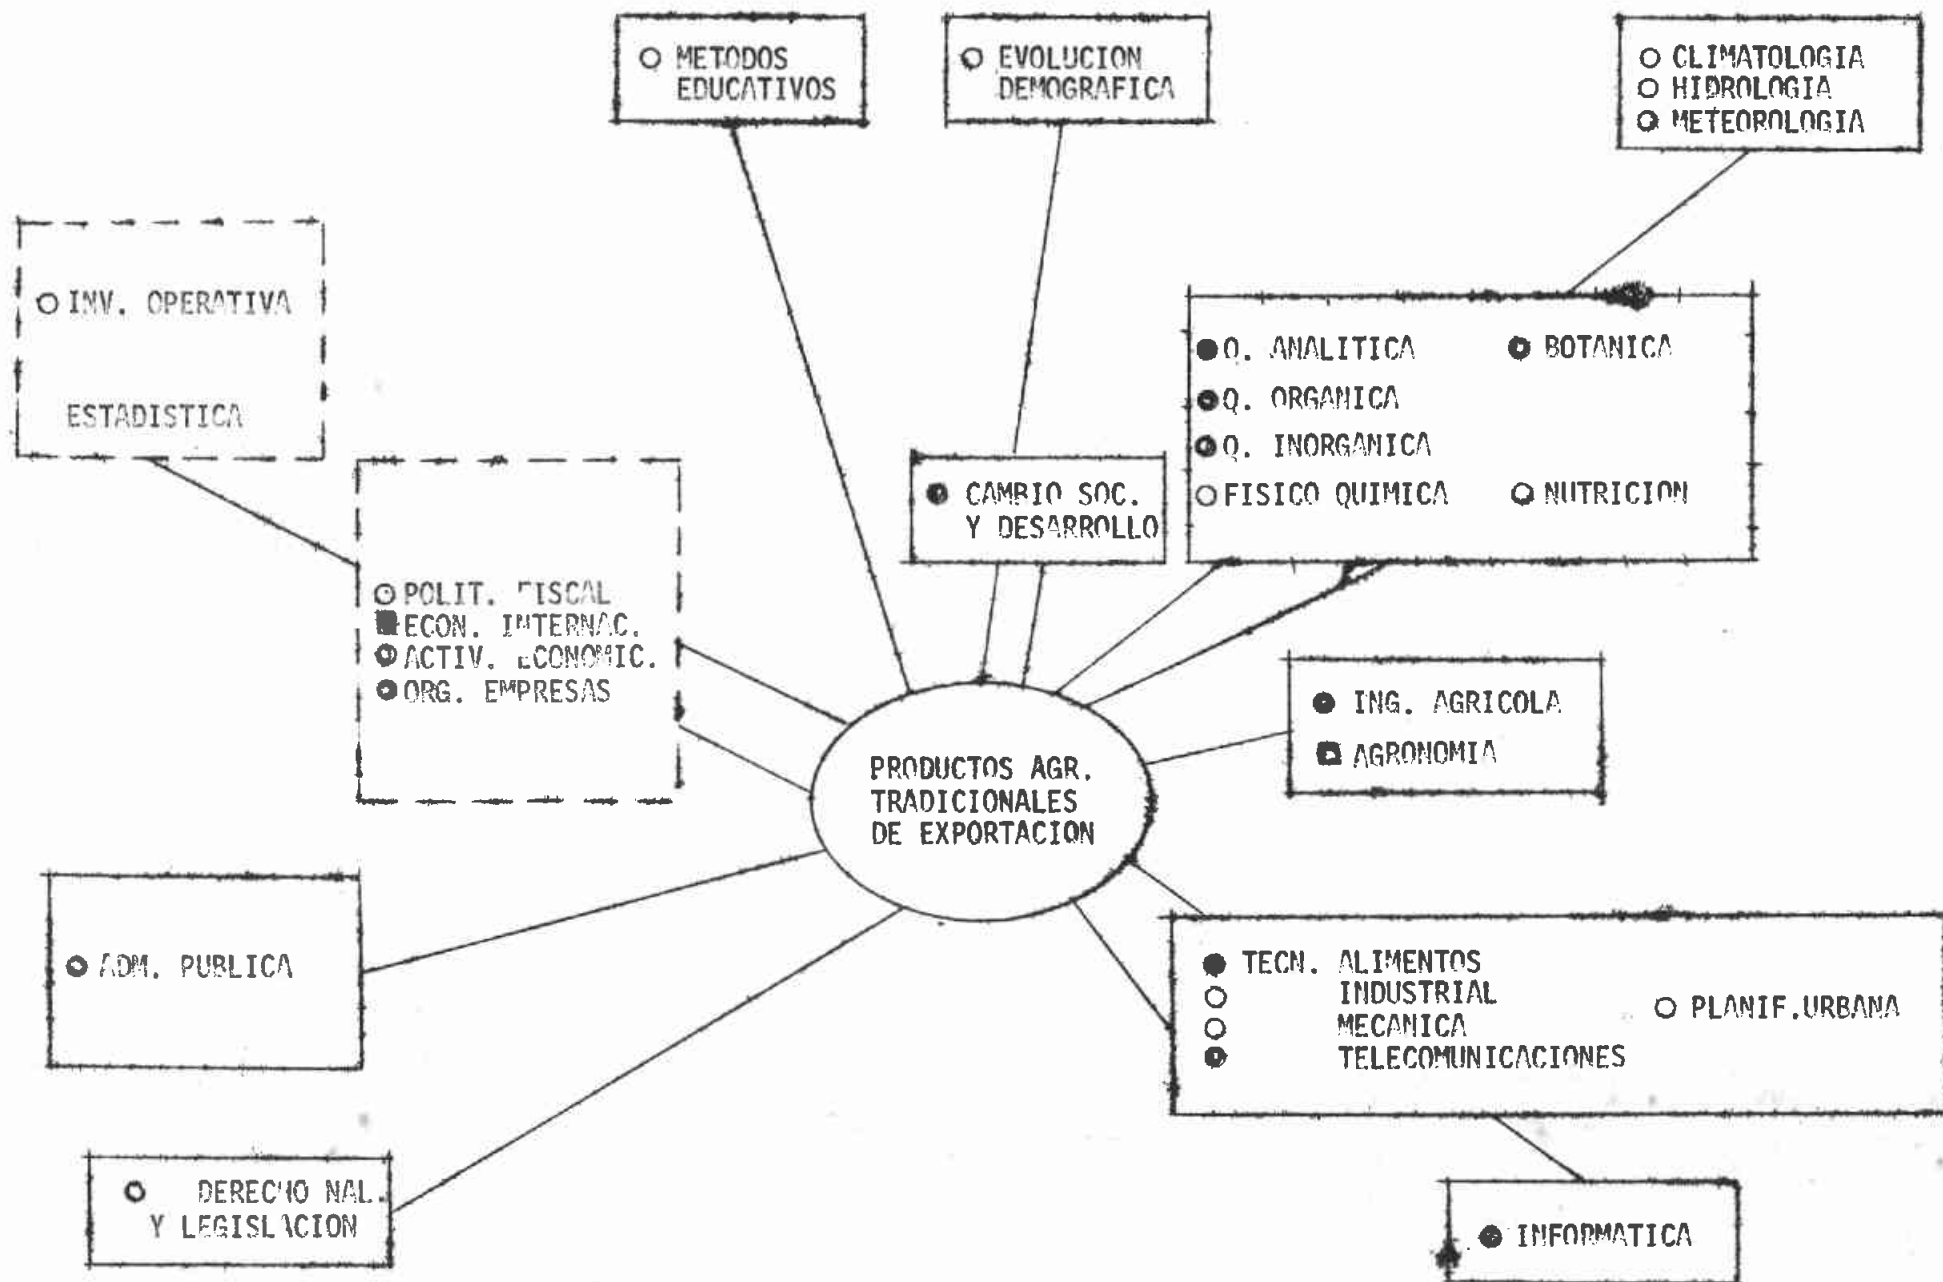 METODOS
EDUCATIVOS
EVOLUCION
DEMOGRAFICA
CLIMATOLOGIA
HIDROLOGIA
METEOROLOGIA
INV. OPERATIVA
ESTADISTICA
Q. ANALITICA
BOTANICA
Q. ORGANICA
Q. INORGANICA
FISICO QUIMICA
NUTRICION
CAMBIO SOC.
Y DESARROLLO
POLIT. FISCAL
ECON. INTERNAC.
ACTIV. ECONOMIC.
ORG. EMPRESAS
ING. AGRICOLA
AGRONOMIA
PRODUCTOS AGR.
TRADICIONALES
DE EXPORTACION
ADM. PUBLICA
TECN. ALIMENTOS
INDUSTRIAL
MECANICA
TELECOMUNICACIONES
PLANIF.URBANA
DERECHO NAL.
Y LEGISLACION
INFORMATICA